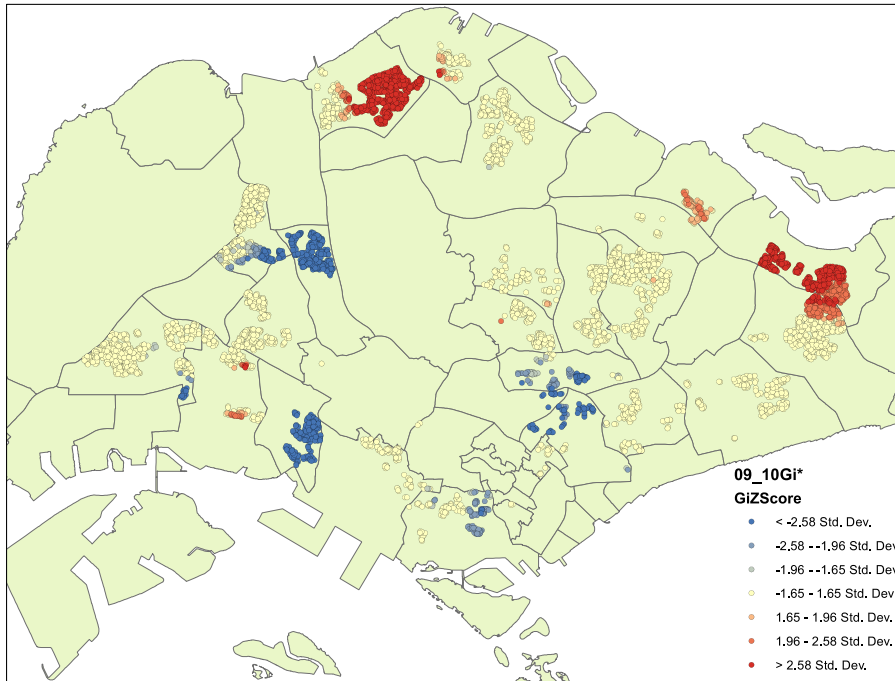 09_10Gi*
GiZScore
< -2.58 Std. Dev.
-2.58 - -1.96 Std. Dev
-1.96 - -1.65 Std. Dev
-1.65 - 1.65 Std. Dev
1.65 - 1.96 Std. Dev.
1.96 - 2.58 Std. Dev.
> 2.58 Std. Dev.